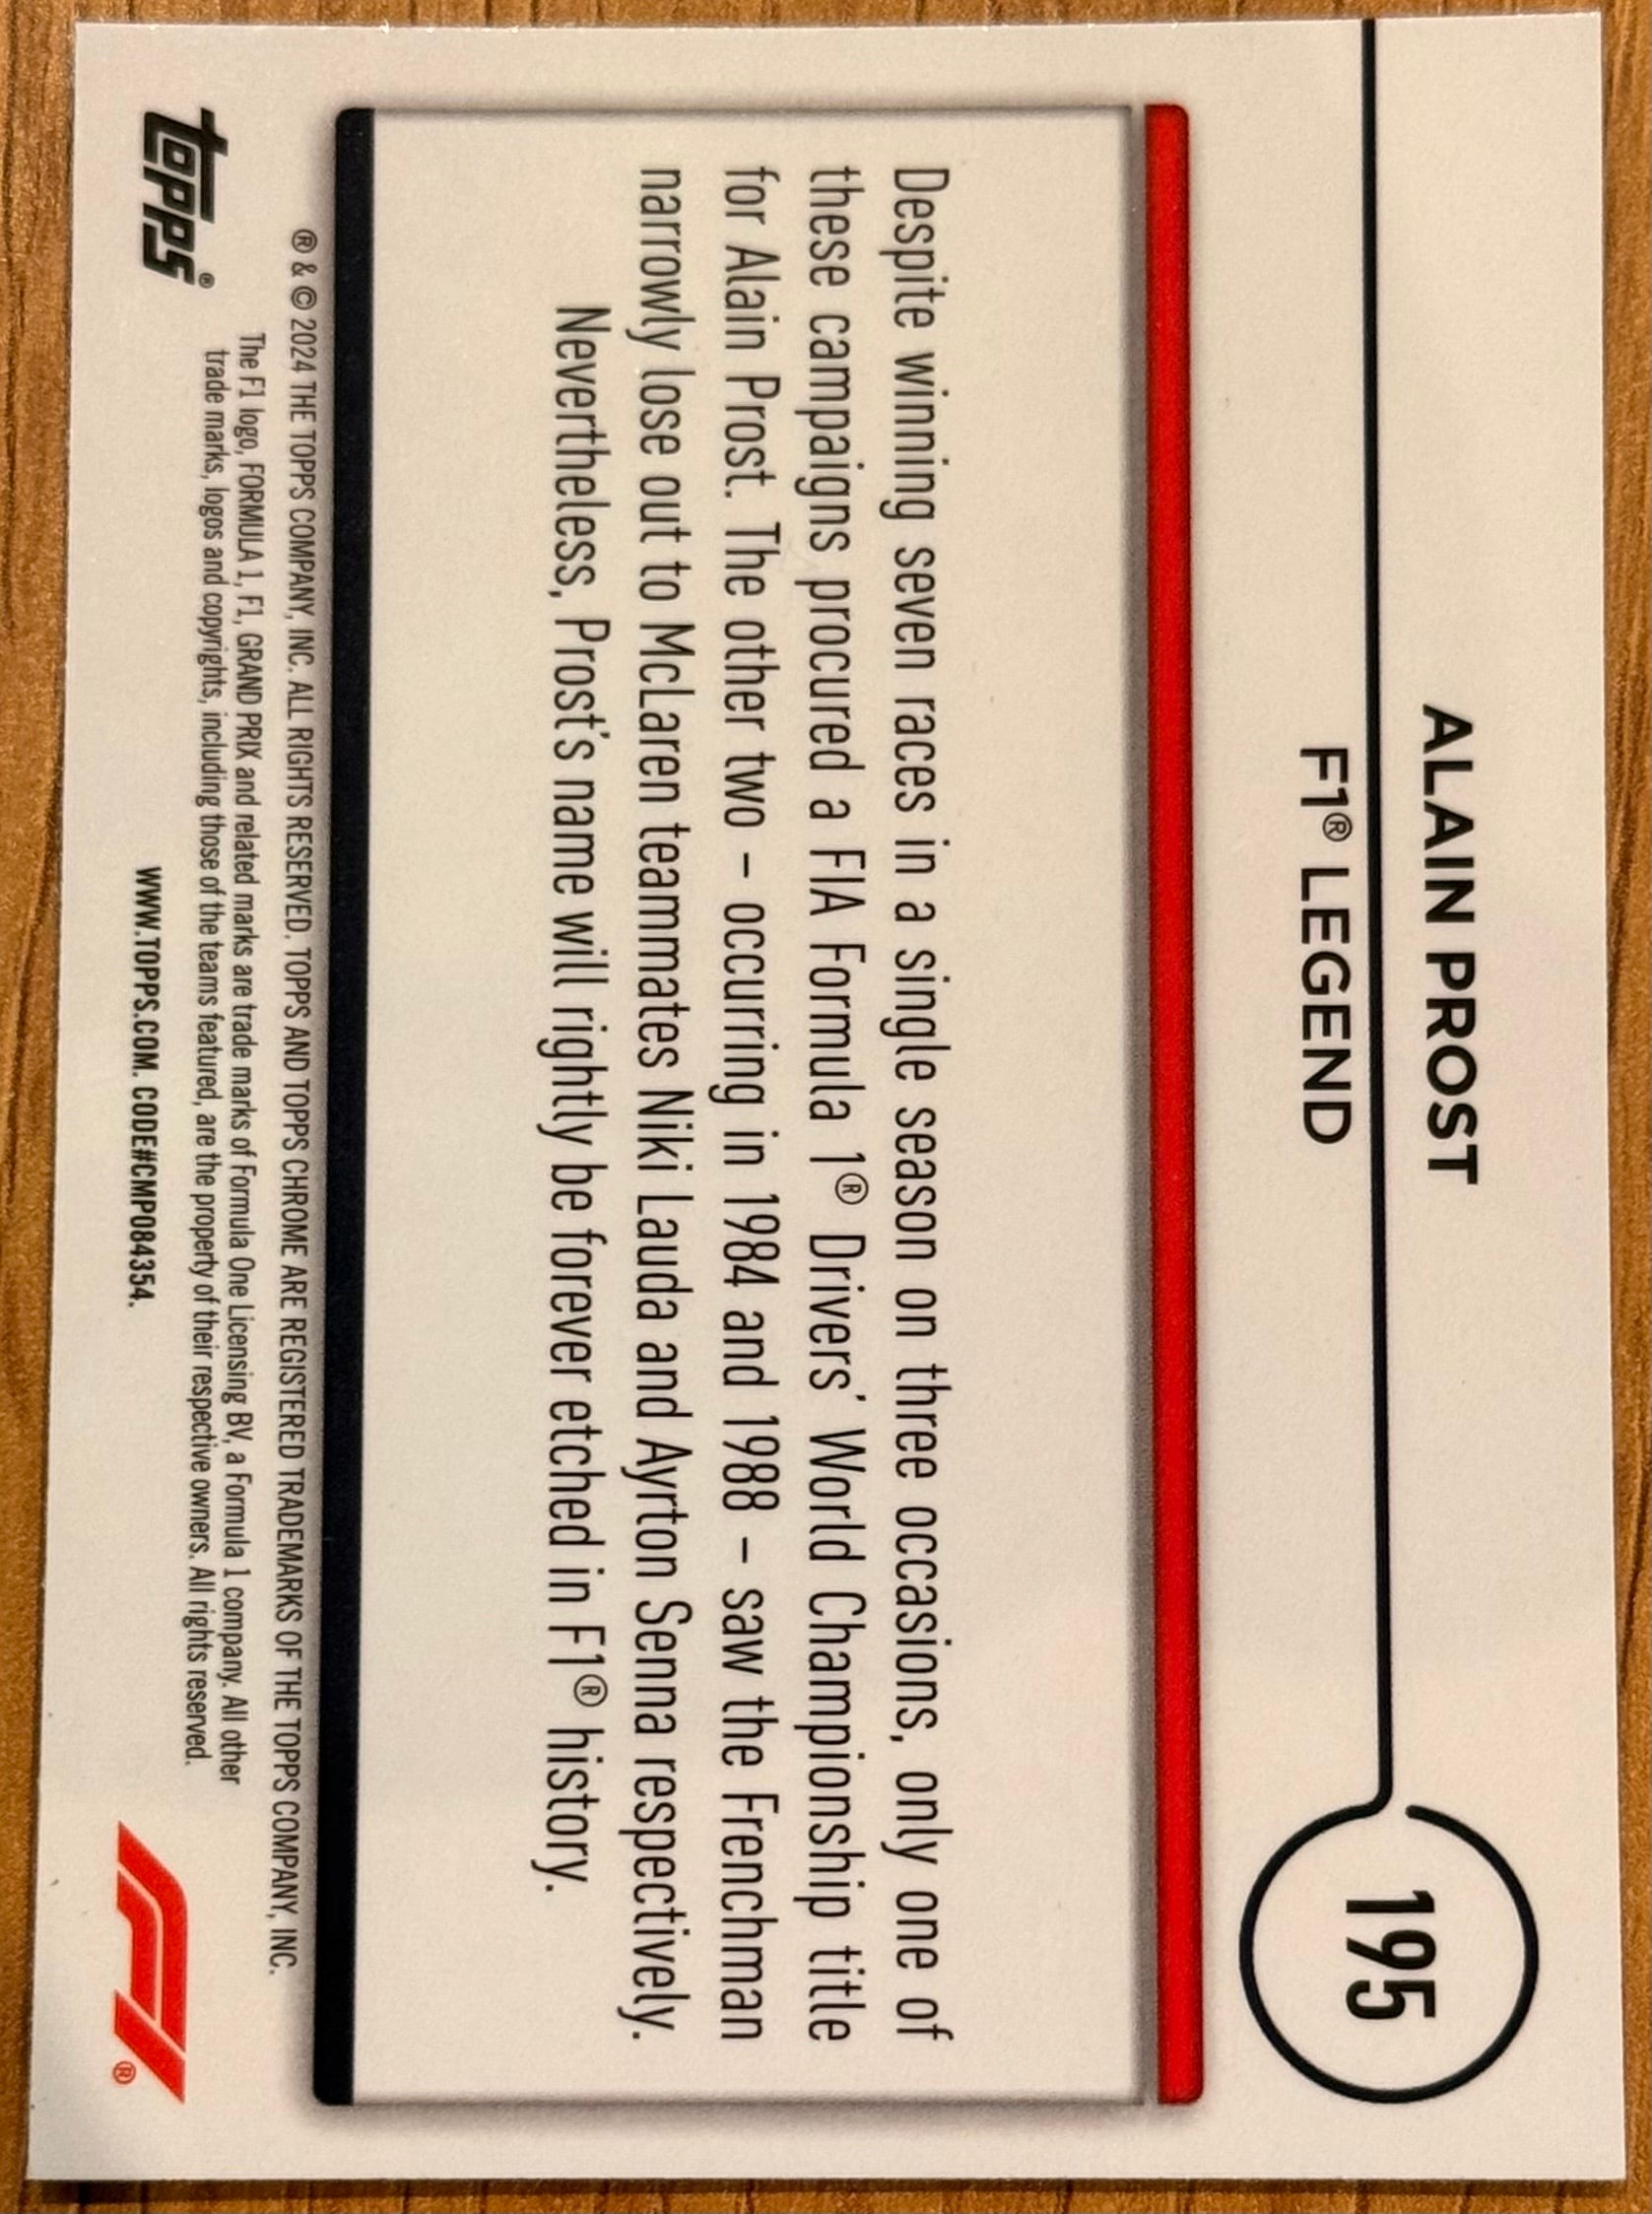 ALAIN PROST
F1® LEGEND
195
Despite winning seven races in a single season on three occasions, only one of
these campaigns procured a FIA Formula 1® Drivers' World Championship title
for Alain Prost. The other two – occurring in 1984 and 1988 – saw the Frenchman
narrowly lose out to McLaren teammates Niki Lauda and Ayrton Senna respectively.
Nevertheless, Prost's name will rightly be forever etched in F1® history.
® & © 2024 THE TOPPS COMPANY, INC. ALL RIGHTS RESERVED. TOPPS AND TOPPS CHROME ARE REGISTERED TRADEMARKS OF THE TOPPS COMPANY, INC.
The F1 logo, FORMULA 1, F1, GRAND PRIX and related marks are trade marks of Formula One Licensing BV, a Formula 1 company. All other
trade marks, logos and copyrights, including those of the teams featured, are the property of their respective owners. All rights reserved.
WWW.TOPPS.COM. CODE#CMP084354.
topps®
F1®